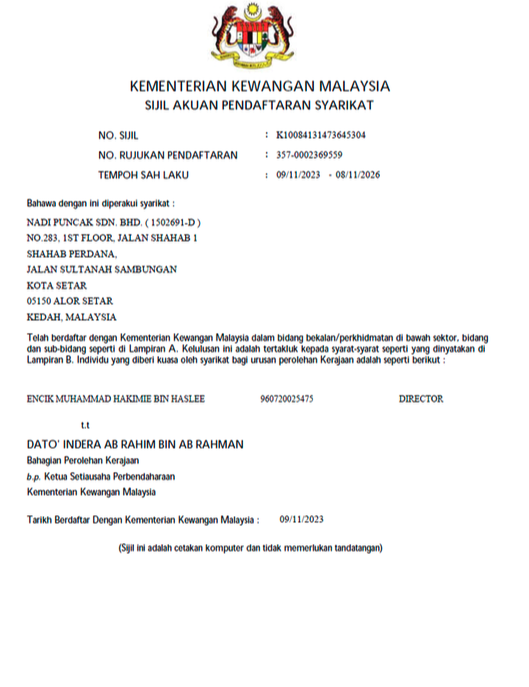 KEMENTERIAN KEWANGAN MALAYSIA
SIJIL AKUAN PENDAFTARAN SYARIKAT
NO. SIJIL : K10084131473645304
NO. RUJUKAN PENDAFTARAN : 357-0002369559
TEMPOH SAH LAKU : 09/11/2023 - 08/11/2026
Bahawa dengan ini diperakui syarikat :
NADI PUNCAK SDN. BHD. ( 1502691-D )
NO.283, 1ST FLOOR, JALAN SHAHAB 1
SHAHAB PERDANA,
JALAN SULTANAH SAMBUNGAN
KOTA SETAR
05150 ALOR SETAR
KEDAH, MALAYSIA
Telah berdaftar dengan Kementerian Kewangan Malaysia dalam bidang bekalan/perkhidmatan di bawah sektor, bidang
dan sub-bidang seperti di Lampiran A. Kelulusan ini adalah tertakluk kepada syarat-syarat seperti yang dinyatakan di
Lampiran B. Individu yang diberi kuasa oleh syarikat bagi urusan perolehan Kerajaan adalah seperti berikut :
ENCIK MUHAMMAD HAKIMIE BIN HASLEE 960720025475 DIRECTOR
t.t
DATO' INDERA AB RAHIM BIN AB RAHMAN
Bahagian Perolehan Kerajaan
b.p. Ketua Setiausaha Perbendaharaan
Kementerian Kewangan Malaysia
Tarikh Berdaftar Dengan Kementerian Kewangan Malaysia : 09/11/2023
(Sijil ini adalah cetakan komputer dan tidak memerlukan tandatangan)